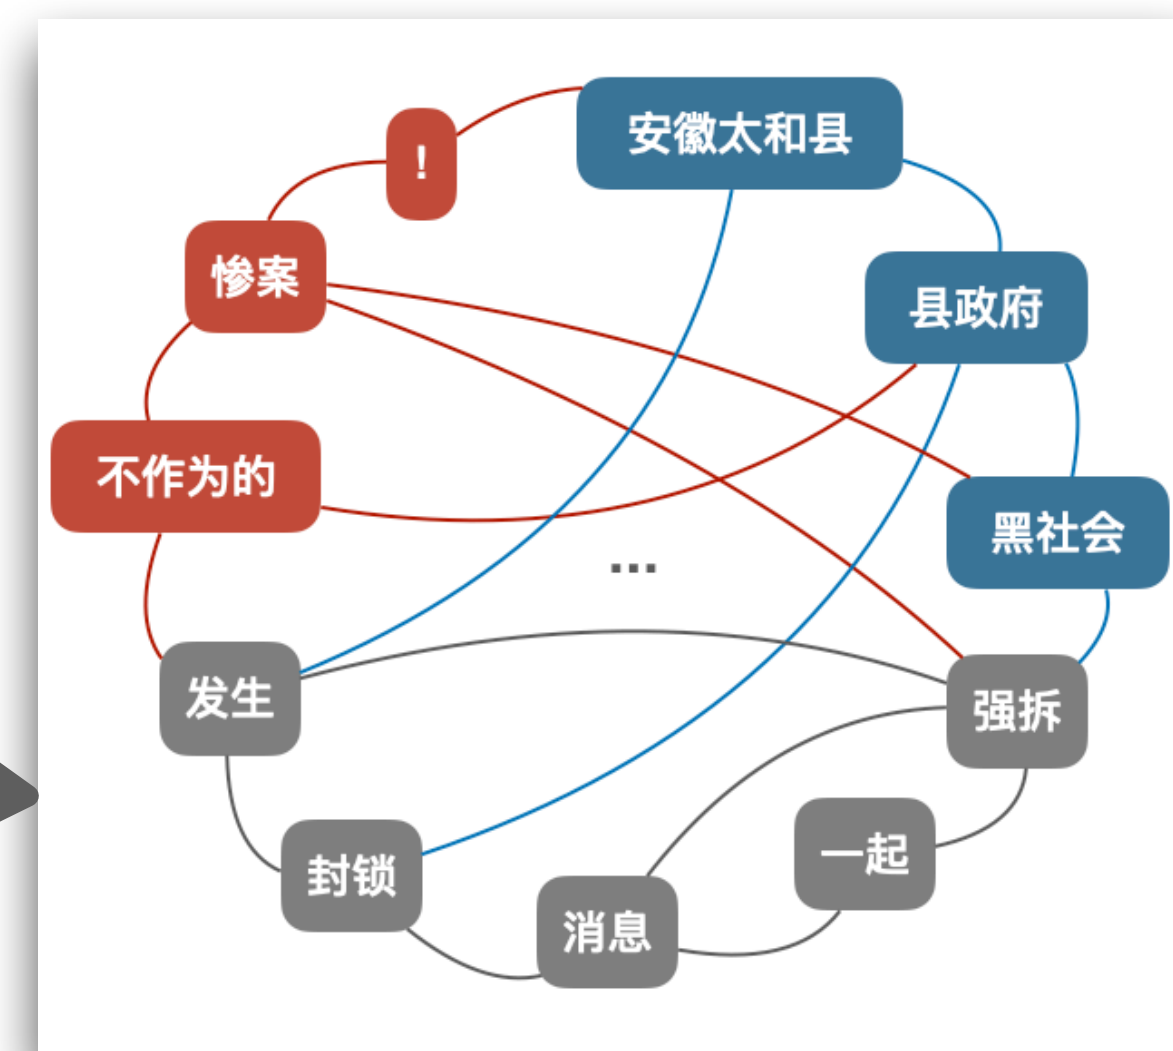 ！
安徽太和县
惨案
县政府
不作为的
黑社会
...
发生
强拆
一起
封锁
消息